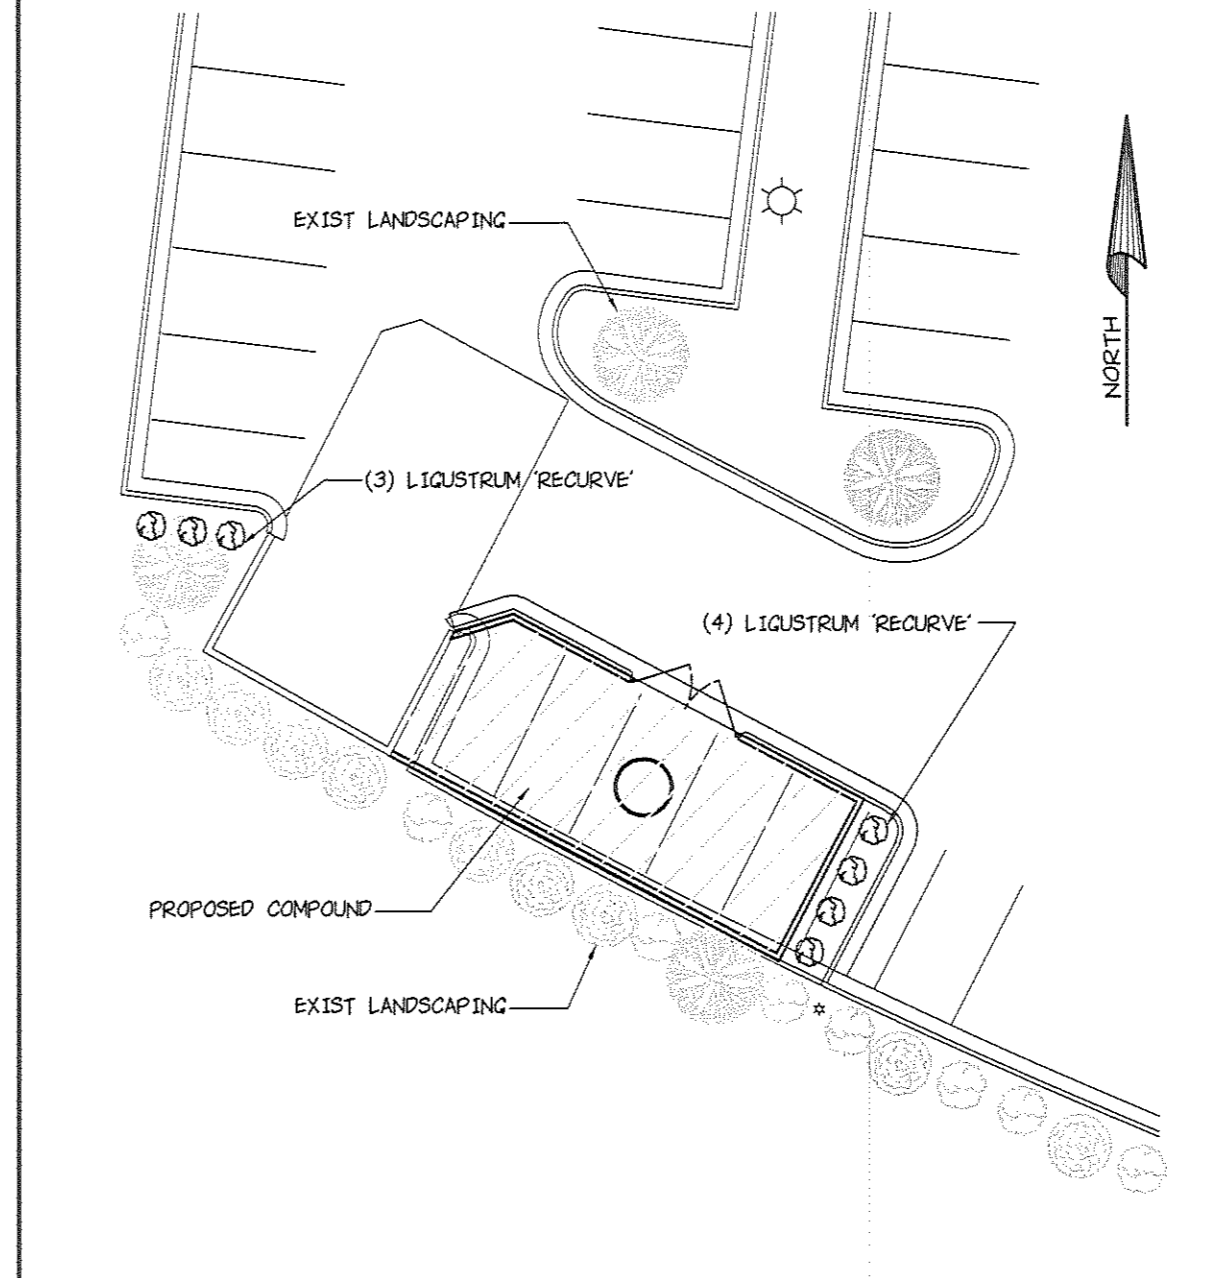 EXIST LANDSCAPING
NORTH
(3) LIGUSTRUM 'RECURVE'
(4) LIGUSTRUM 'RECURVE'
PROPOSED COMPOUND
EXIST LANDSCAPING